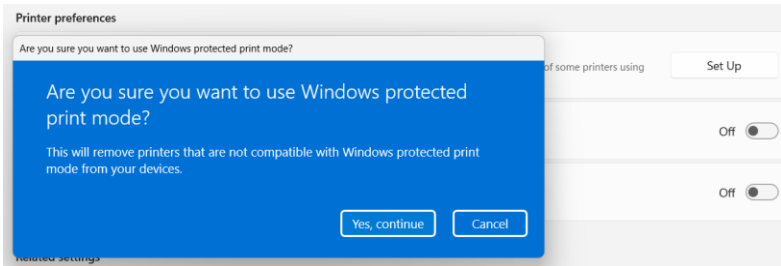 Printer preferences
Are you sure you want to use Windows protected print mode?
of some printers using
Set Up
Are you sure you want to use Windows protected
print mode?
This will remove printers that are not compatible with Windows protected print
mode from your devices.
Off
Off
Yes, continue
Cancel
Related settings